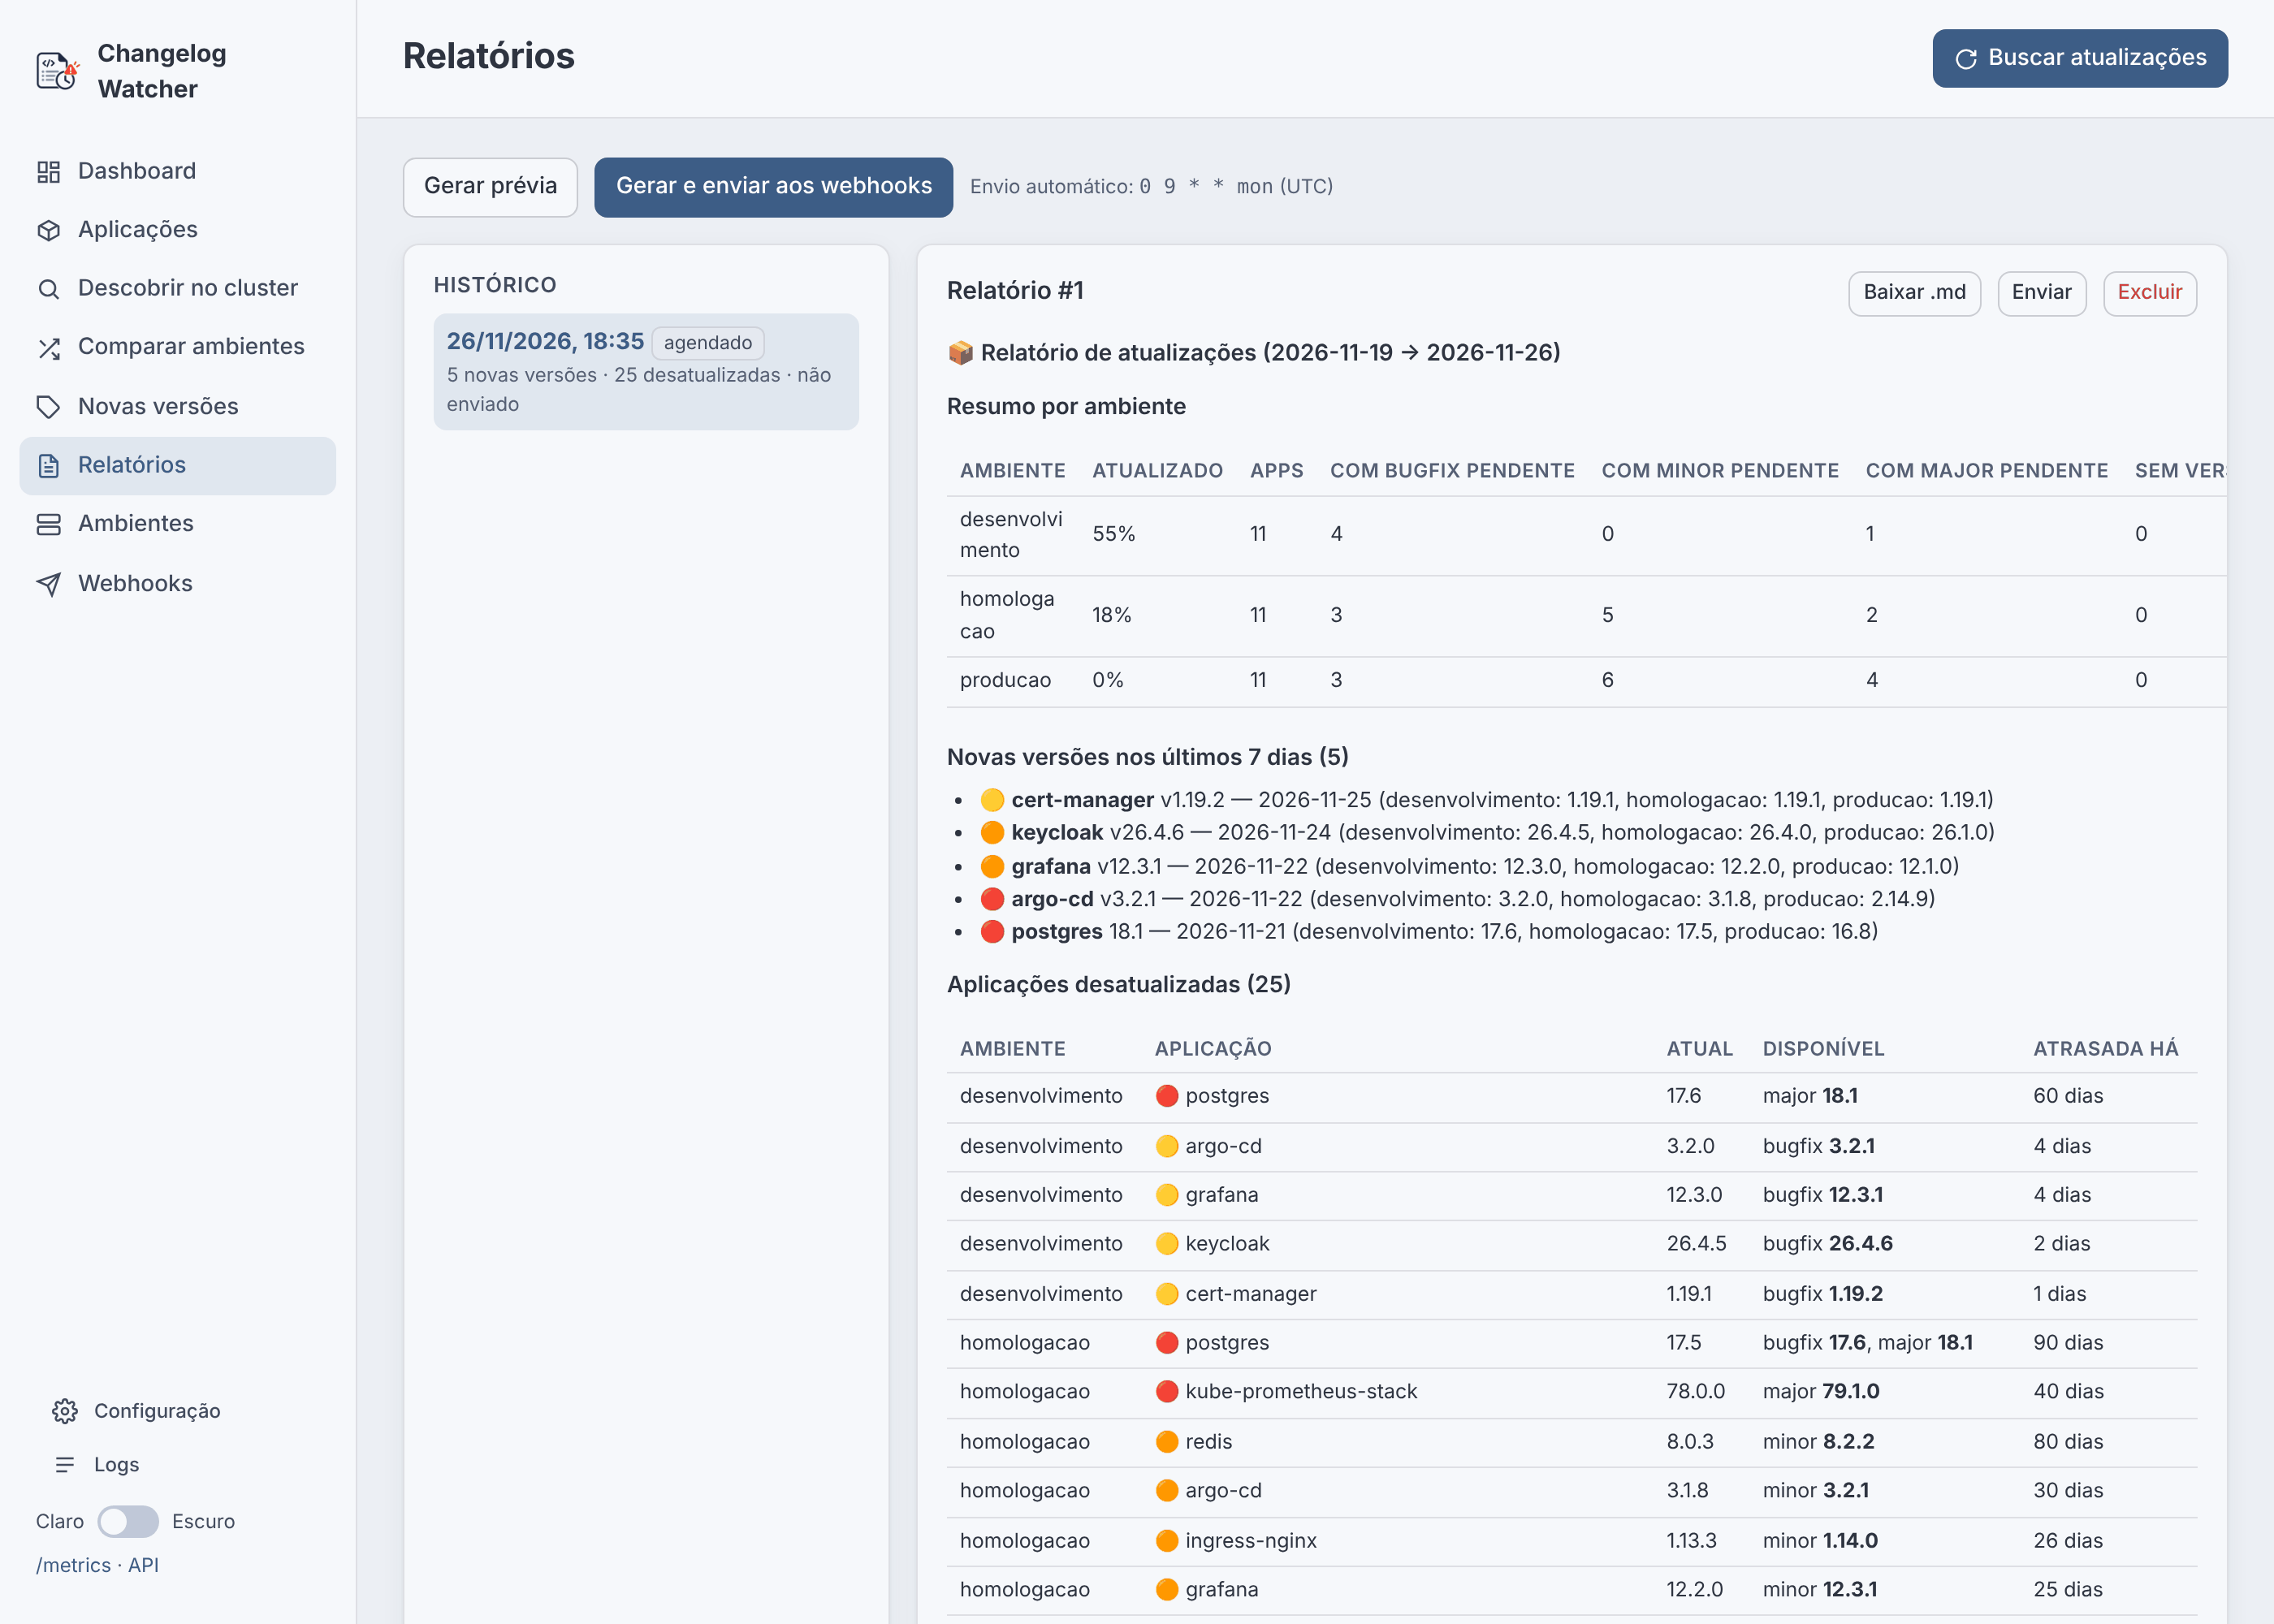 Changelog
Watcher
Dashboard
Aplicações
Descobrir no cluster
Comparar ambientes
Novas versões
Relatórios
Ambientes
Webhooks
Configuração
Logs
Claro Escuro
/metrics · API
Relatórios
Buscar atualizações
Gerar prévia
Gerar e enviar aos webhooks
Envio automático: 0 9 * * mon (UTC)
HISTÓRICO
26/11/2026, 18:35 agendado
5 novas versões · 25 desatualizadas · não
enviado
Relatório #1
Baixar .md
Enviar
Excluir
📦 Relatório de atualizações (2026-11-19 → 2026-11-26)
Resumo por ambiente
AMBIENTE ATUALIZADO APPS COM BUGFIX PENDENTE COM MINOR PENDENTE COM MAJOR PENDENTE SEM VERS
desenvolvi
mento 55% 11 4 0 1 0
homologa
cao 18% 11 3 5 2 0
producao 0% 11 3 6 4 0
Novas versões nos últimos 7 dias (5)
• 🟡 cert-manager v1.19.2 — 2026-11-25 (desenvolvimento: 1.19.1, homologacao: 1.19.1, producao: 1.19.1)
• 🟠 keycloak v26.4.6 — 2026-11-24 (desenvolvimento: 26.4.5, homologacao: 26.4.0, producao: 26.1.0)
• 🟠 grafana v12.3.1 — 2026-11-22 (desenvolvimento: 12.3.0, homologacao: 12.2.0, producao: 12.1.0)
• 🔴 argo-cd v3.2.1 — 2026-11-22 (desenvolvimento: 3.2.0, homologacao: 3.1.8, producao: 2.14.9)
• 🔴 postgres 18.1 — 2026-11-21 (desenvolvimento: 17.6, homologacao: 17.5, producao: 16.8)
Aplicações desatualizadas (25)
AMBIENTE APLICAÇÃO ATUAL DISPONÍVEL ATRASADA HÁ
desenvolvimento 🔴 postgres 17.6 major 18.1 60 dias
desenvolvimento 🟡 argo-cd 3.2.0 bugfix 3.2.1 4 dias
desenvolvimento 🟡 grafana 12.3.0 bugfix 12.3.1 4 dias
desenvolvimento 🟡 keycloak 26.4.5 bugfix 26.4.6 2 dias
desenvolvimento 🟡 cert-manager 1.19.1 bugfix 1.19.2 1 dias
homologacao 🔴 postgres 17.5 bugfix 17.6, major 18.1 90 dias
homologacao 🔴 kube-prometheus-stack 78.0.0 major 79.1.0 40 dias
homologacao 🟠 redis 8.0.3 minor 8.2.2 80 dias
homologacao 🟠 argo-cd 3.1.8 minor 3.2.1 30 dias
homologacao 🟠 ingress-nginx 1.13.3 minor 1.14.0 26 dias
homologacao 🟠 grafana 12.2.0 minor 12.3.1 25 dias